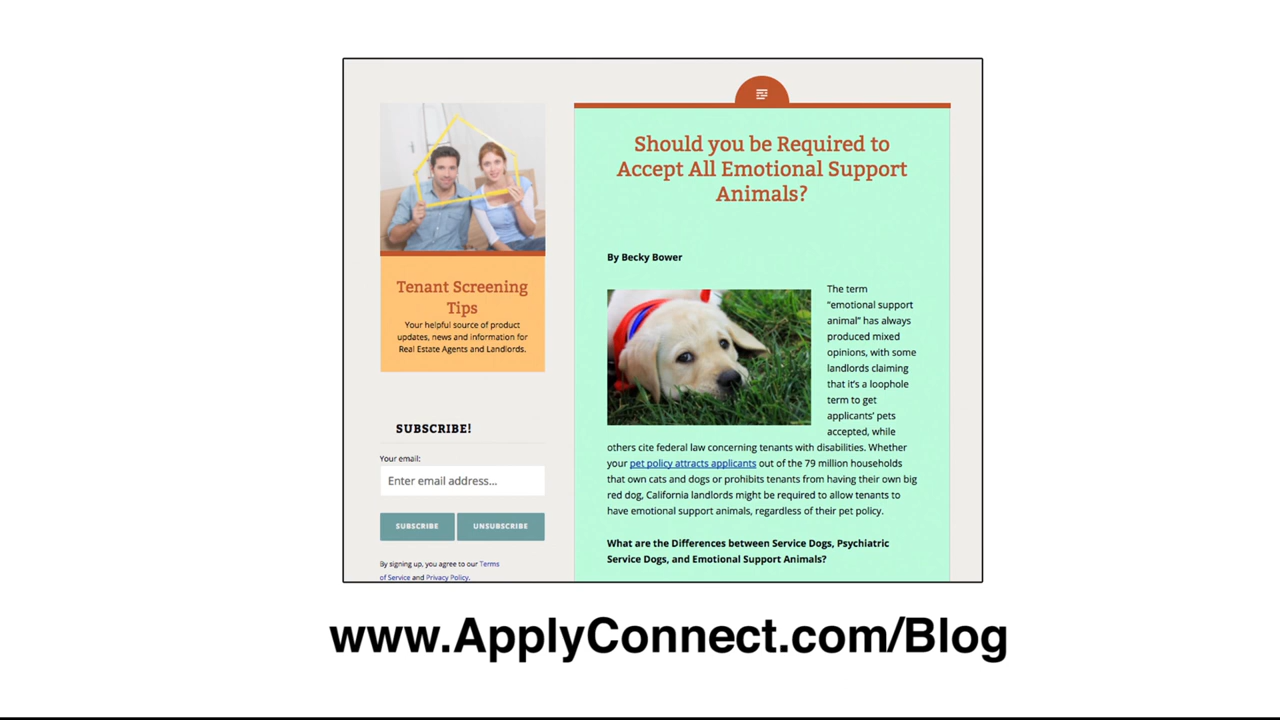 Tenant Screening
Tips
Your helpful source of product
updates, news and information for
Real Estate Agents and Landlords.
SUBSCRIBE!
Your email:
Enter email address...
SUBSCRIBE
UNSUBSCRIBE
By signing up, you agree to our Terms
of Service and Privacy Policy.
Should you be Required to
Accept All Emotional Support
Animals?
By Becky Bower
The term
“emotional support
animal” has always
produced mixed
opinions, with some
landlords claiming
that it’s a loophole
term to get
applicants’ pets
accepted, while
others cite federal law concerning tenants with disabilities. Whether
your pet policy attracts applicants out of the 79 million households
that own cats and dogs or prohibits tenants from having their own big
red dog, California landlords might be required to allow tenants to
have emotional support animals, regardless of their pet policy.
What are the Differences between Service Dogs, Psychiatric
Service Dogs, and Emotional Support Animals?
www.ApplyConnect.com/Blog